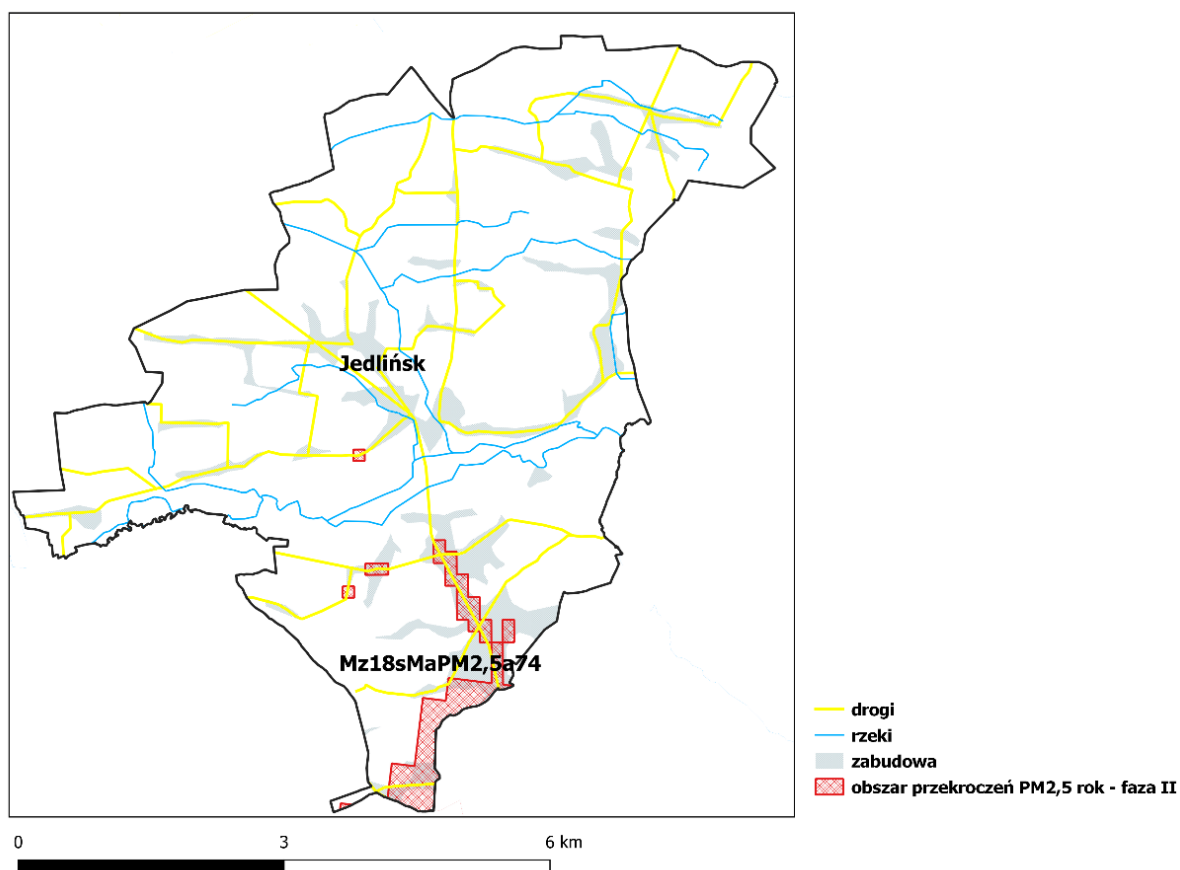 Jedlińsk
Mz18sMaPM2,5a74
drogi
rzeki
zabudowa
obszar przekroczeń PM2,5 rok - faza II
0 3 6 km